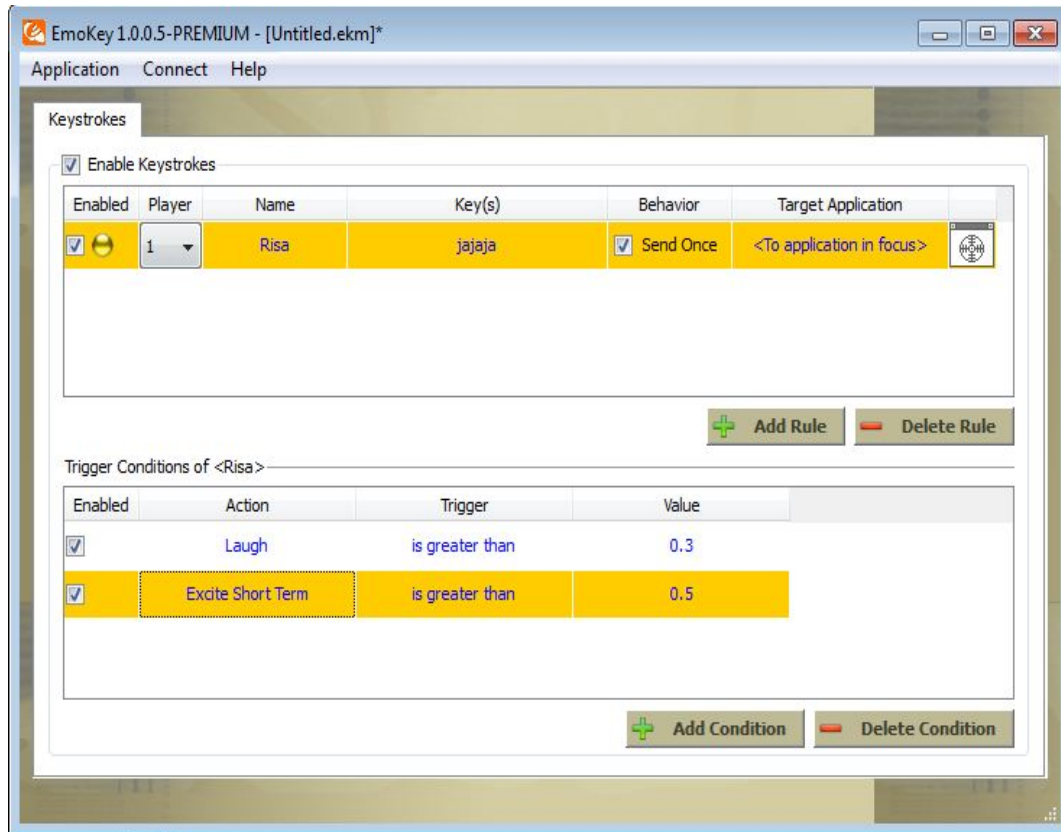 EmoKey 1.0.0.5-PREMIUM - [Untitled.ekm]*
Application Connect Help
Keystrokes
Enable Keystrokes
Enabled Player Name Key(s) Behavior Target Application
1 Risa jajaja Send Once <To application in focus>
Add Rule Delete Rule
Trigger Conditions of <Risa>
Enabled Action Trigger Value
Laugh is greater than 0.3
Excite Short Term is greater than 0.5
Add Condition Delete Condition